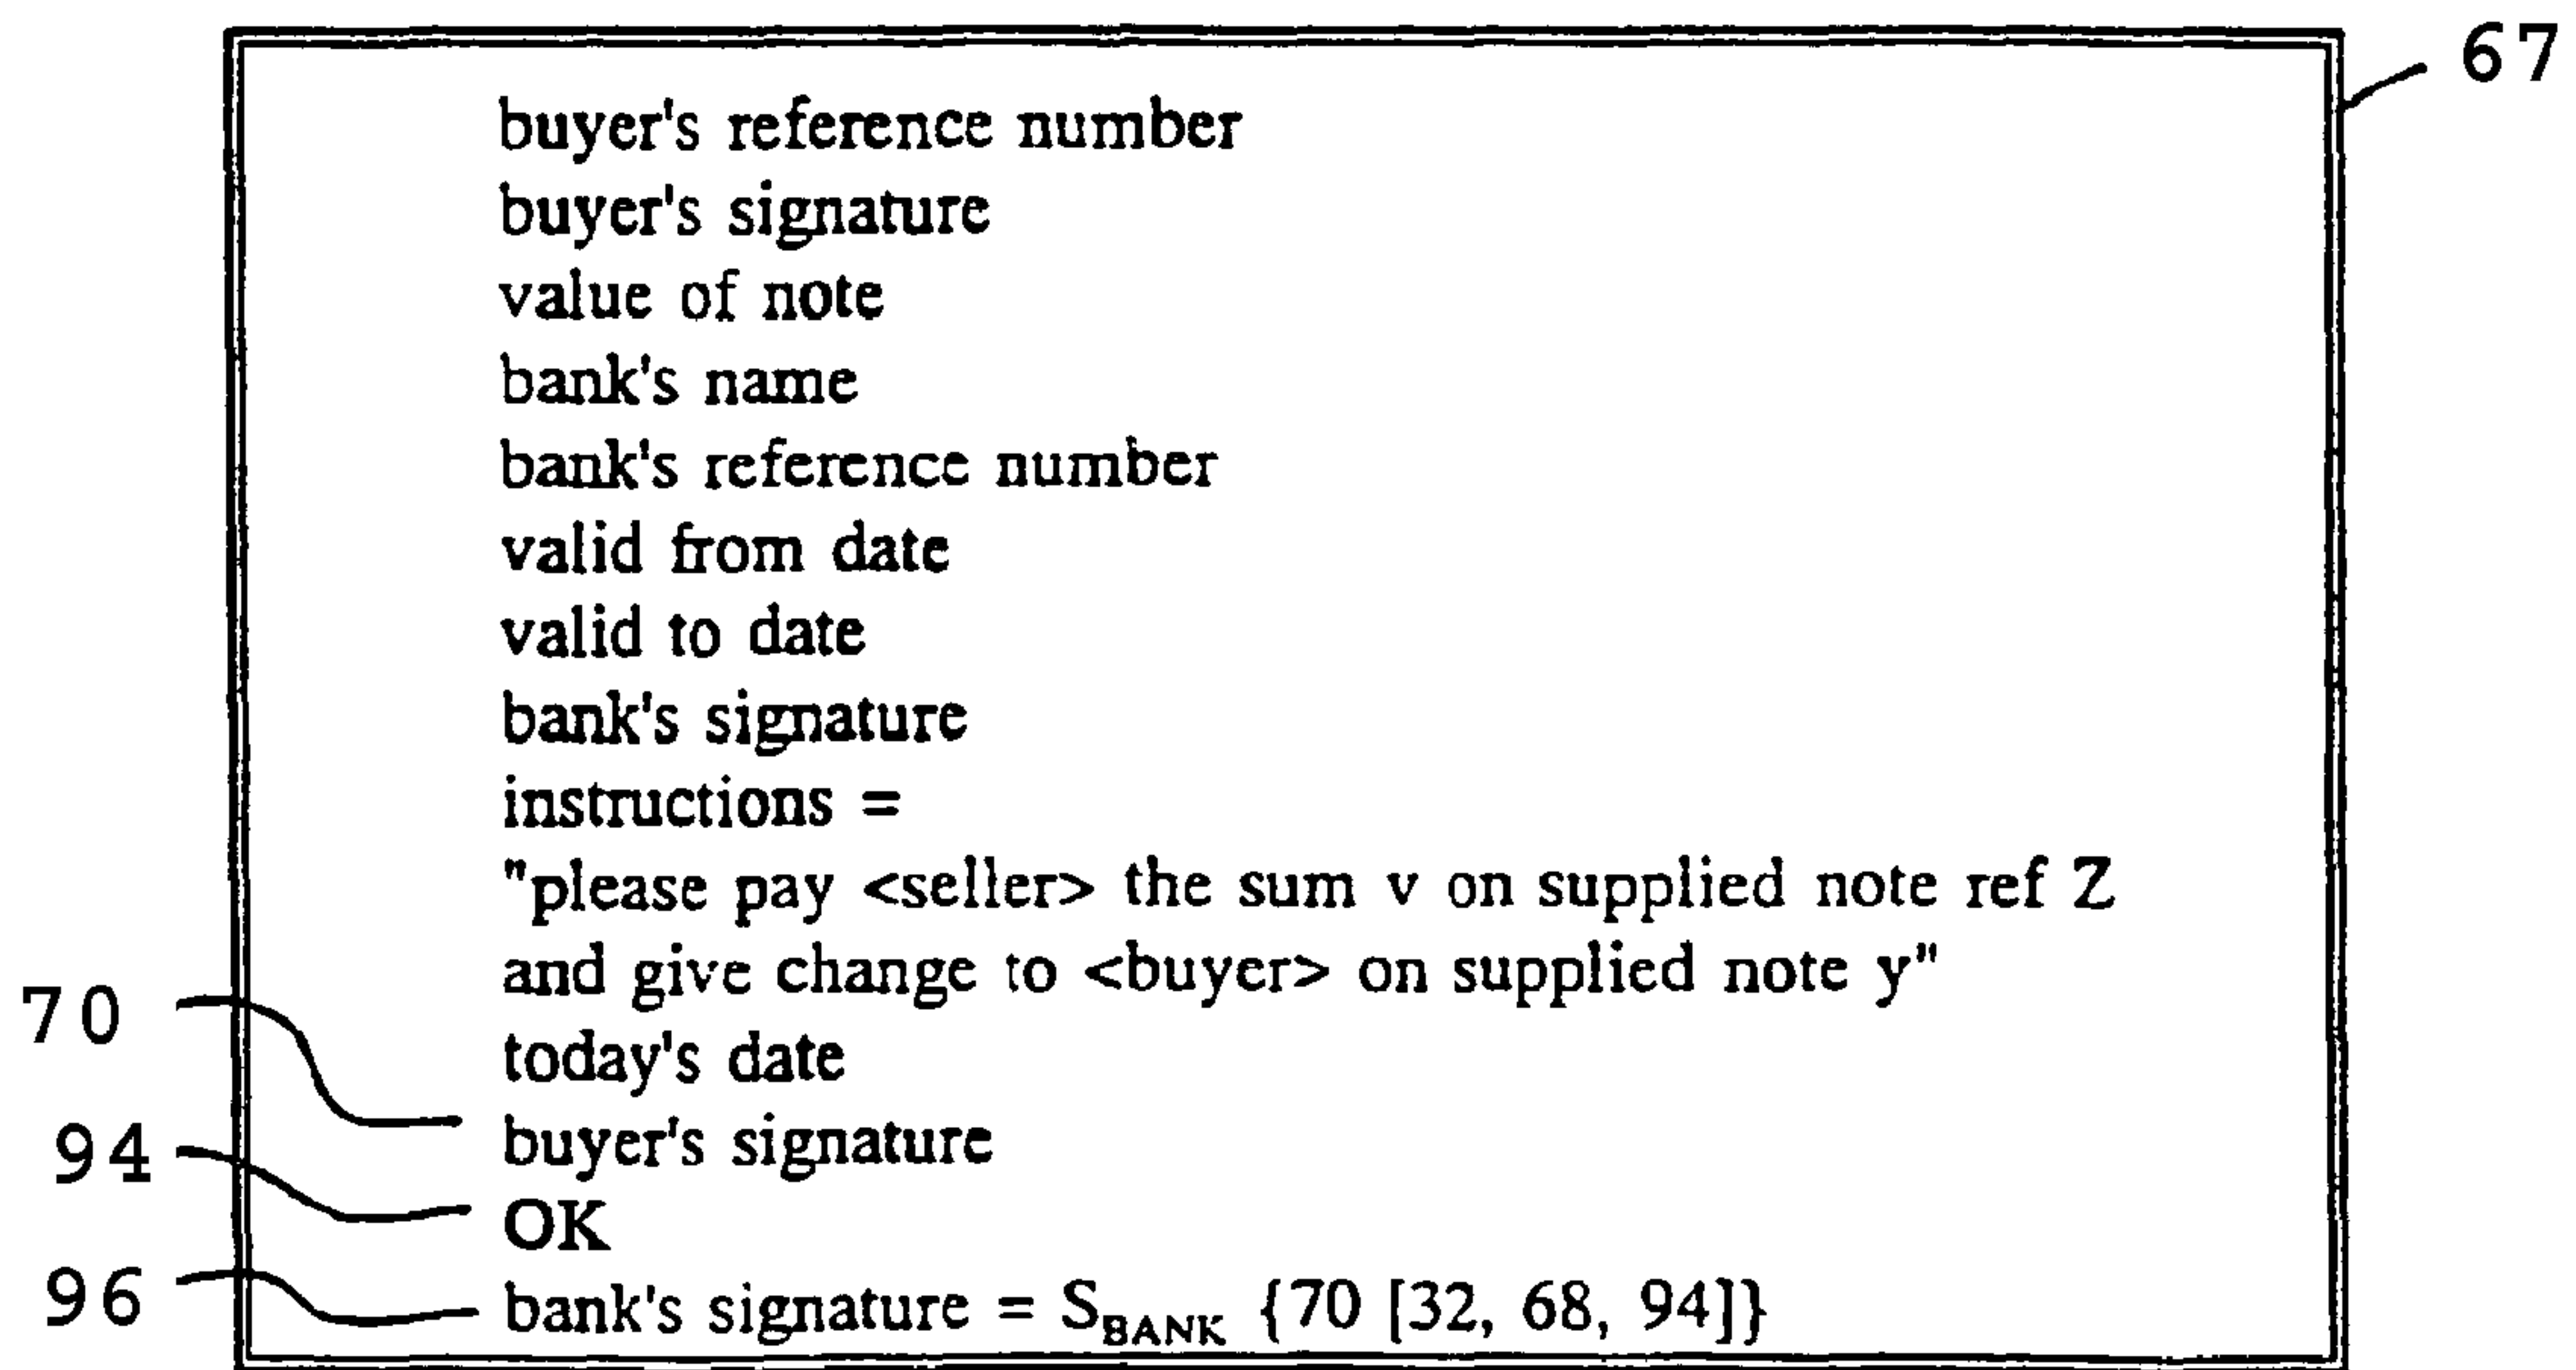 67
buyer's reference number
buyer's signature
value of note
bank's name
bank's reference number
valid from date
valid to date
bank's signature
instructions =
"please pay <seller> the sum v on supplied note ref Z
and give change to <buyer> on supplied note y"
70
today's date
buyer's signature
94
OK
96
bank's signature = S_BANK {70 [32, 68, 94]}